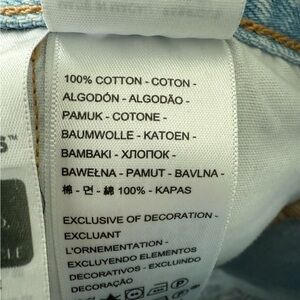 100% COTTON - COTON -
ALGODÓN - ALGODÃO -
PAMUK - COTONE -
BAUMWOLLE - KATOEN -
BAMBAKI - ХЛОПОК -
BAWEŁNA - PAMUT - BAVLNA -
棉 - 면 - 綿 100% - KAPAS
EXCLUSIVE OF DECORATION -
EXCLUANT
L'ORNEMENTATION -
EXCLUYENDO ELEMENTOS
DECORATIVOS - EXCLUINDO
DECORAÇÃO